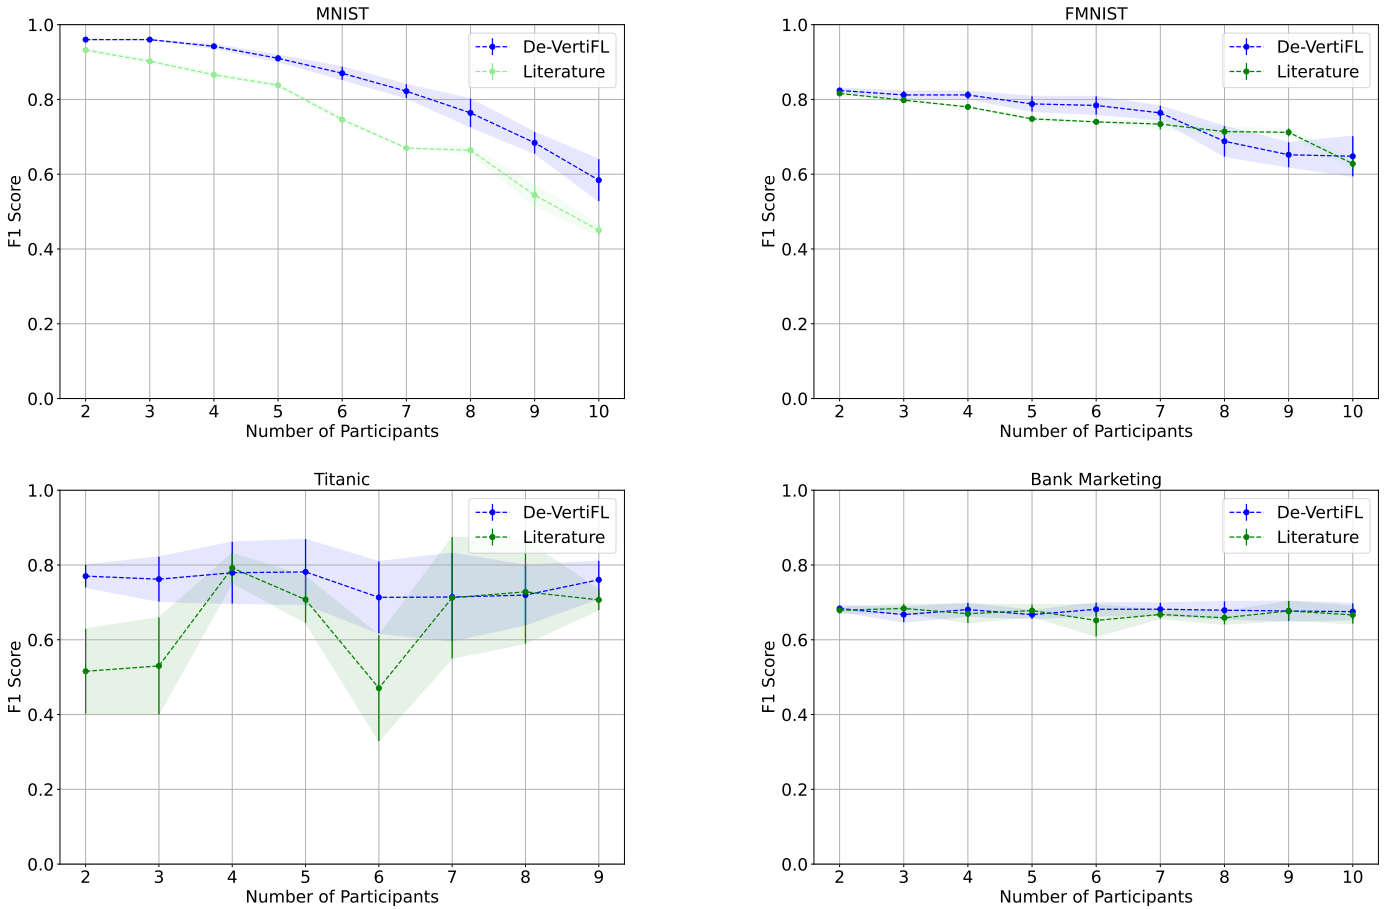 MNIST
1.0
0.8
0.6
0.4
0.2
0.0
F1 Score
De-VertiFL
Literature
2 3 4 5 6 7 8 9 10
Number of Participants
FMNIST
1.0
0.8
0.6
0.4
0.2
0.0
F1 Score
De-VertiFL
Literature
2 3 4 5 6 7 8 9 10
Number of Participants
Titanic
1.0
0.8
0.6
0.4
0.2
0.0
F1 Score
De-VertiFL
Literature
2 3 4 5 6 7 8 9
Number of Participants
Bank Marketing
1.0
0.8
0.6
0.4
0.2
0.0
F1 Score
De-VertiFL
Literature
2 3 4 5 6 7 8 9 10
Number of Participants